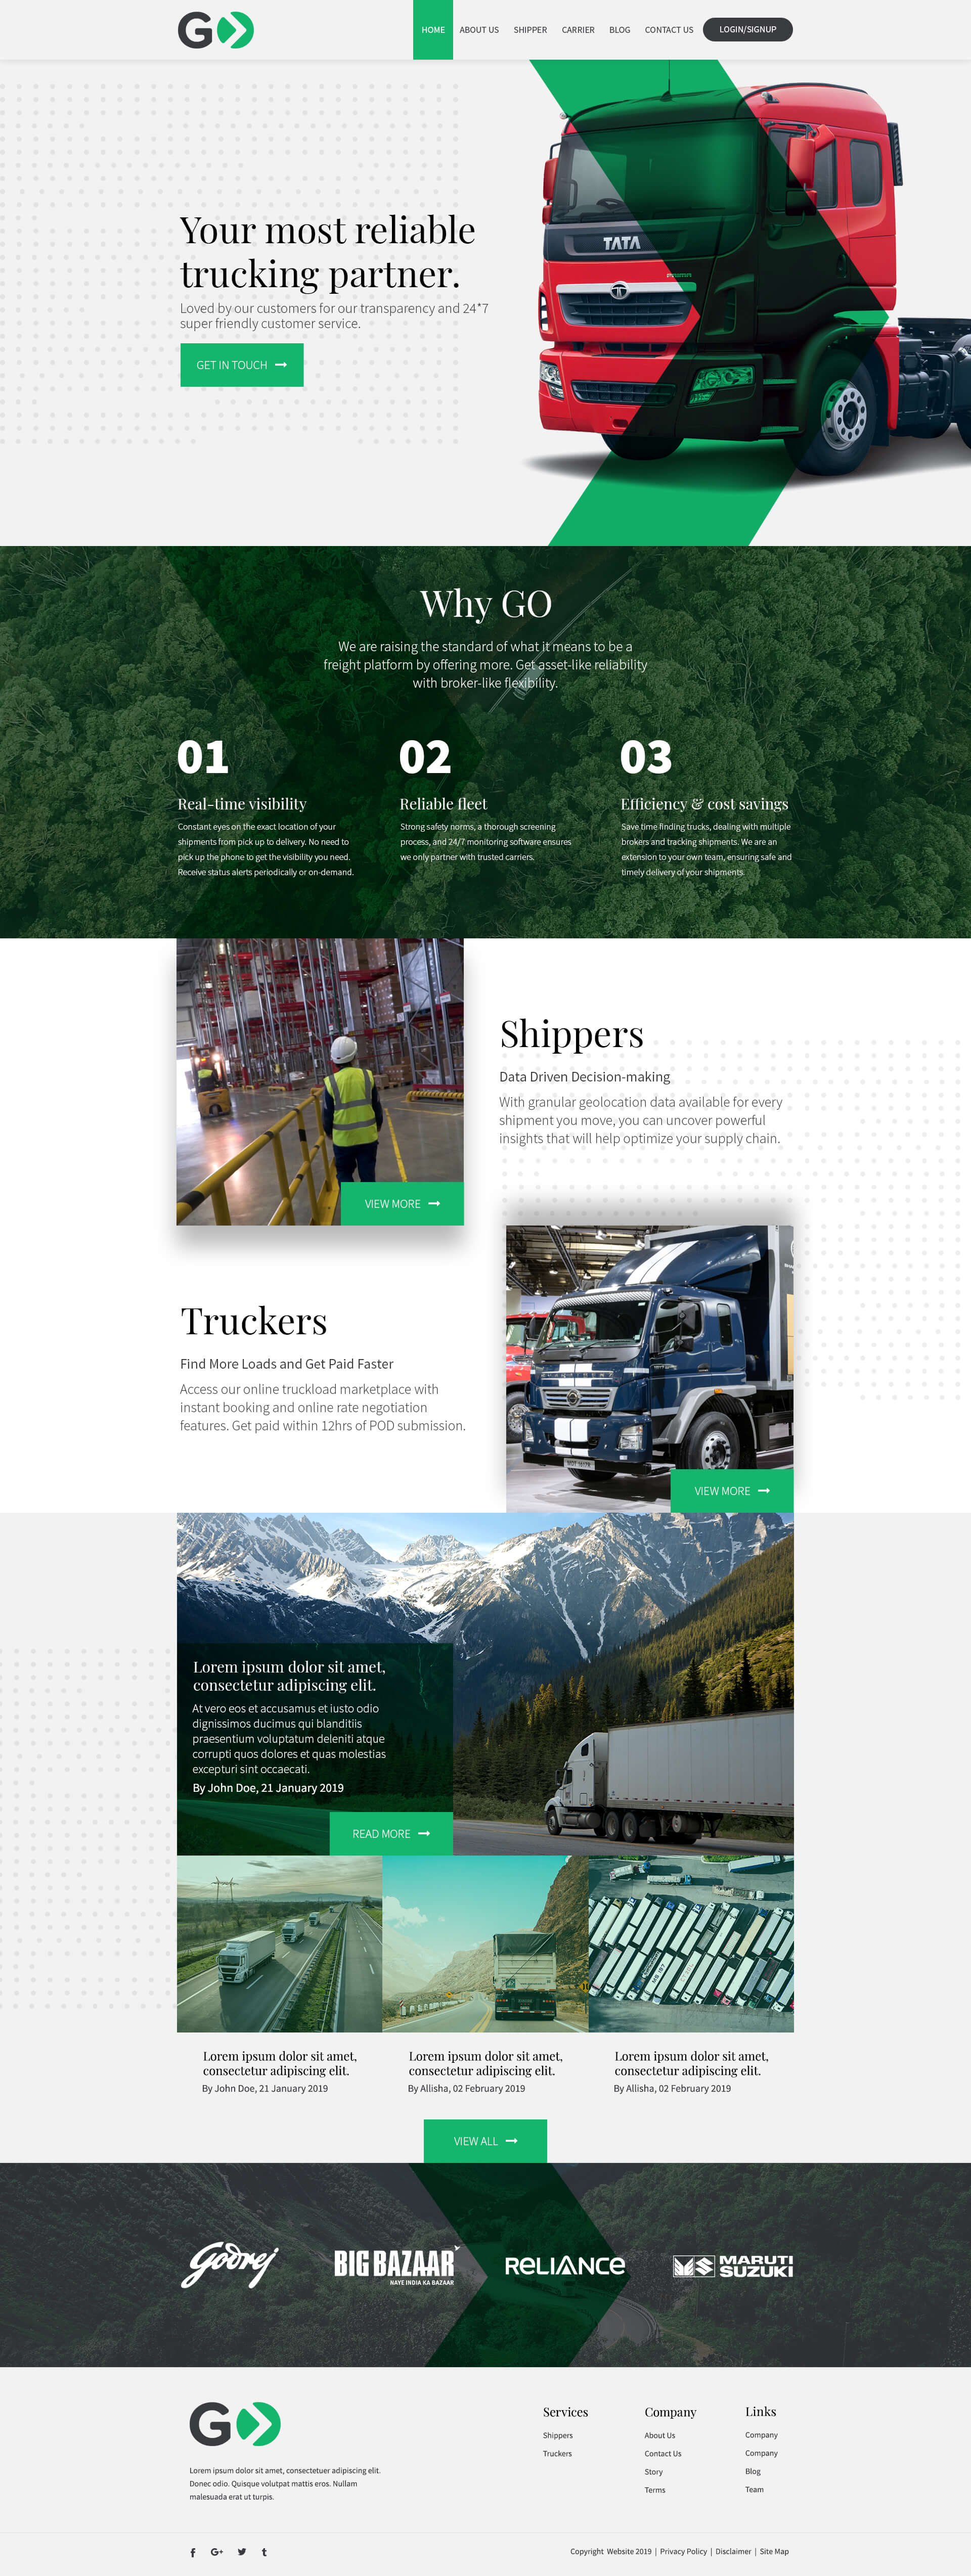 GO
HOME ABOUT US SHIPPER CARRIER BLOG CONTACT US LOGIN/SIGNUP
TATA
Your most reliable
trucking partner.
Loved by our customers for our transparency and 24*7
super friendly customer service.
GET IN TOUCH
Why GO
We are raising the standard of what it means to be a
freight platform by offering more. Get asset-like reliability
with broker-like flexibility.
01
Real-time visibility
Constant eyes on the exact location of your
shipments from pick up to delivery. No need to
pick up the phone to get the visibility you need.
Receive status alerts periodically or on-demand.
02
Reliable fleet
Strong safety norms, a thorough screening
process, and 24/7 monitoring software ensures
we only partner with trusted carriers.
03
Efficiency & cost savings
Save time finding trucks, dealing with multiple
brokers and tracking shipments. We are an
extension to your own team, ensuring safe and
timely delivery of your shipments.
Shippers
Data Driven Decision-making
With granular geolocation data available for every
shipment you move, you can uncover powerful
insights that will help optimize your supply chain.
VIEW MORE
Truckers
Find More Loads and Get Paid Faster
Access our online truckload marketplace with
instant booking and online rate negotiation
features. Get paid within 12hrs of POD submission.
VIEW MORE
Lorem ipsum dolor sit amet,
consectetur adipiscing elit.
At vero eos et accusamus et iusto odio
dignissimos ducimus qui blanditiis
praesentium voluptatum deleniti atque
corrupti quos dolores et quas molestias
excepturi sint occaecati.
By John Doe, 21 January 2019
READ MORE
Lorem ipsum dolor sit amet,
consectetur adipiscing elit.
By John Doe, 21 January 2019
Lorem ipsum dolor sit amet,
consectetur adipiscing elit.
By Allisha, 02 February 2019
Lorem ipsum dolor sit amet,
consectetur adipiscing elit.
By Allisha, 02 February 2019
VIEW ALL
Godrej
BIG BAZAAR
NAYE INDIA KA BAZAAR
RELIANCE
MARUTI
SUZUKI
GO
Lorem ipsum dolor sit amet, consectetuer adipiscing elit.
Donec odio. Quisque volutpat mattis eros. Nullam
malesuada erat ut turpis.
Services
Shippers
Truckers
Company
About Us
Contact Us
Story
Terms
Links
Company
Company
Blog
Team
Copyright Website 2019 | Privacy Policy | Disclaimer | Site Map